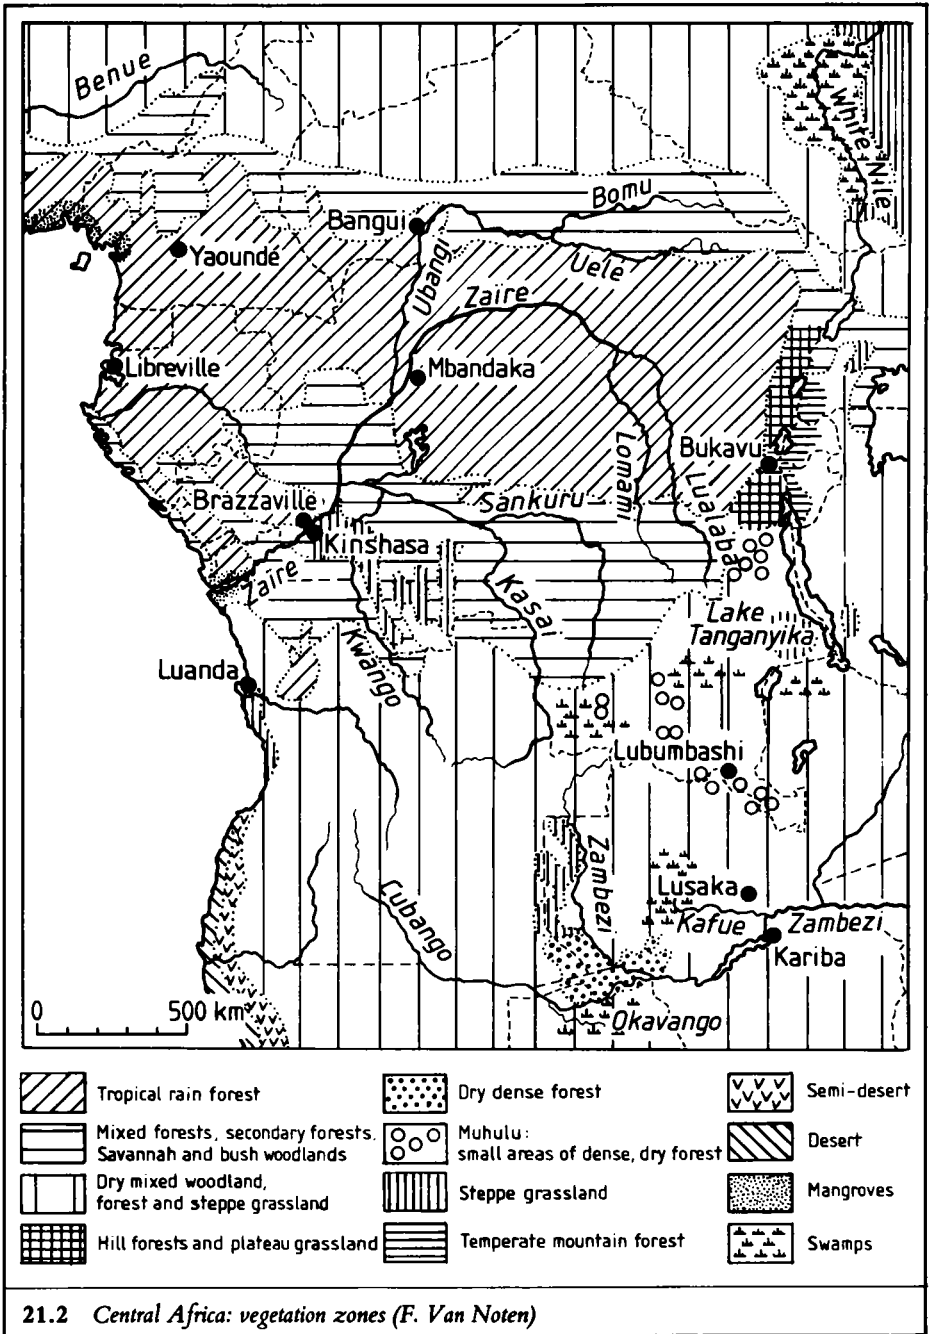 Benue
White Nile
Bomu
Bangui
Yaoundé
Ubangi
Uele
Zaire
Libreville
Mbandaka
Lomami
Bukavu
Lualaba
Sankuru
Brazzaville
Kinshasa
Zaire
Kasai
Lake
Tanganyika
Kwango
Luanda
Lubumbashi
Zambezi
Lusaka
Cubango
Kafue
Zambezi
Kariba
0 500 km
Okavango
Tropical rain forest
Mixed forests, secondary forests.
Savannah and bush woodlands
Dry mixed woodland,
forest and steppe grassland
Hill forests and plateau grassland
Dry dense forest
Muhulu:
small areas of dense, dry forest
Steppe grassland
Temperate mountain forest
Semi-desert
Desert
Mangroves
Swamps
21.2 Central Africa: vegetation zones (F. Van Noten)